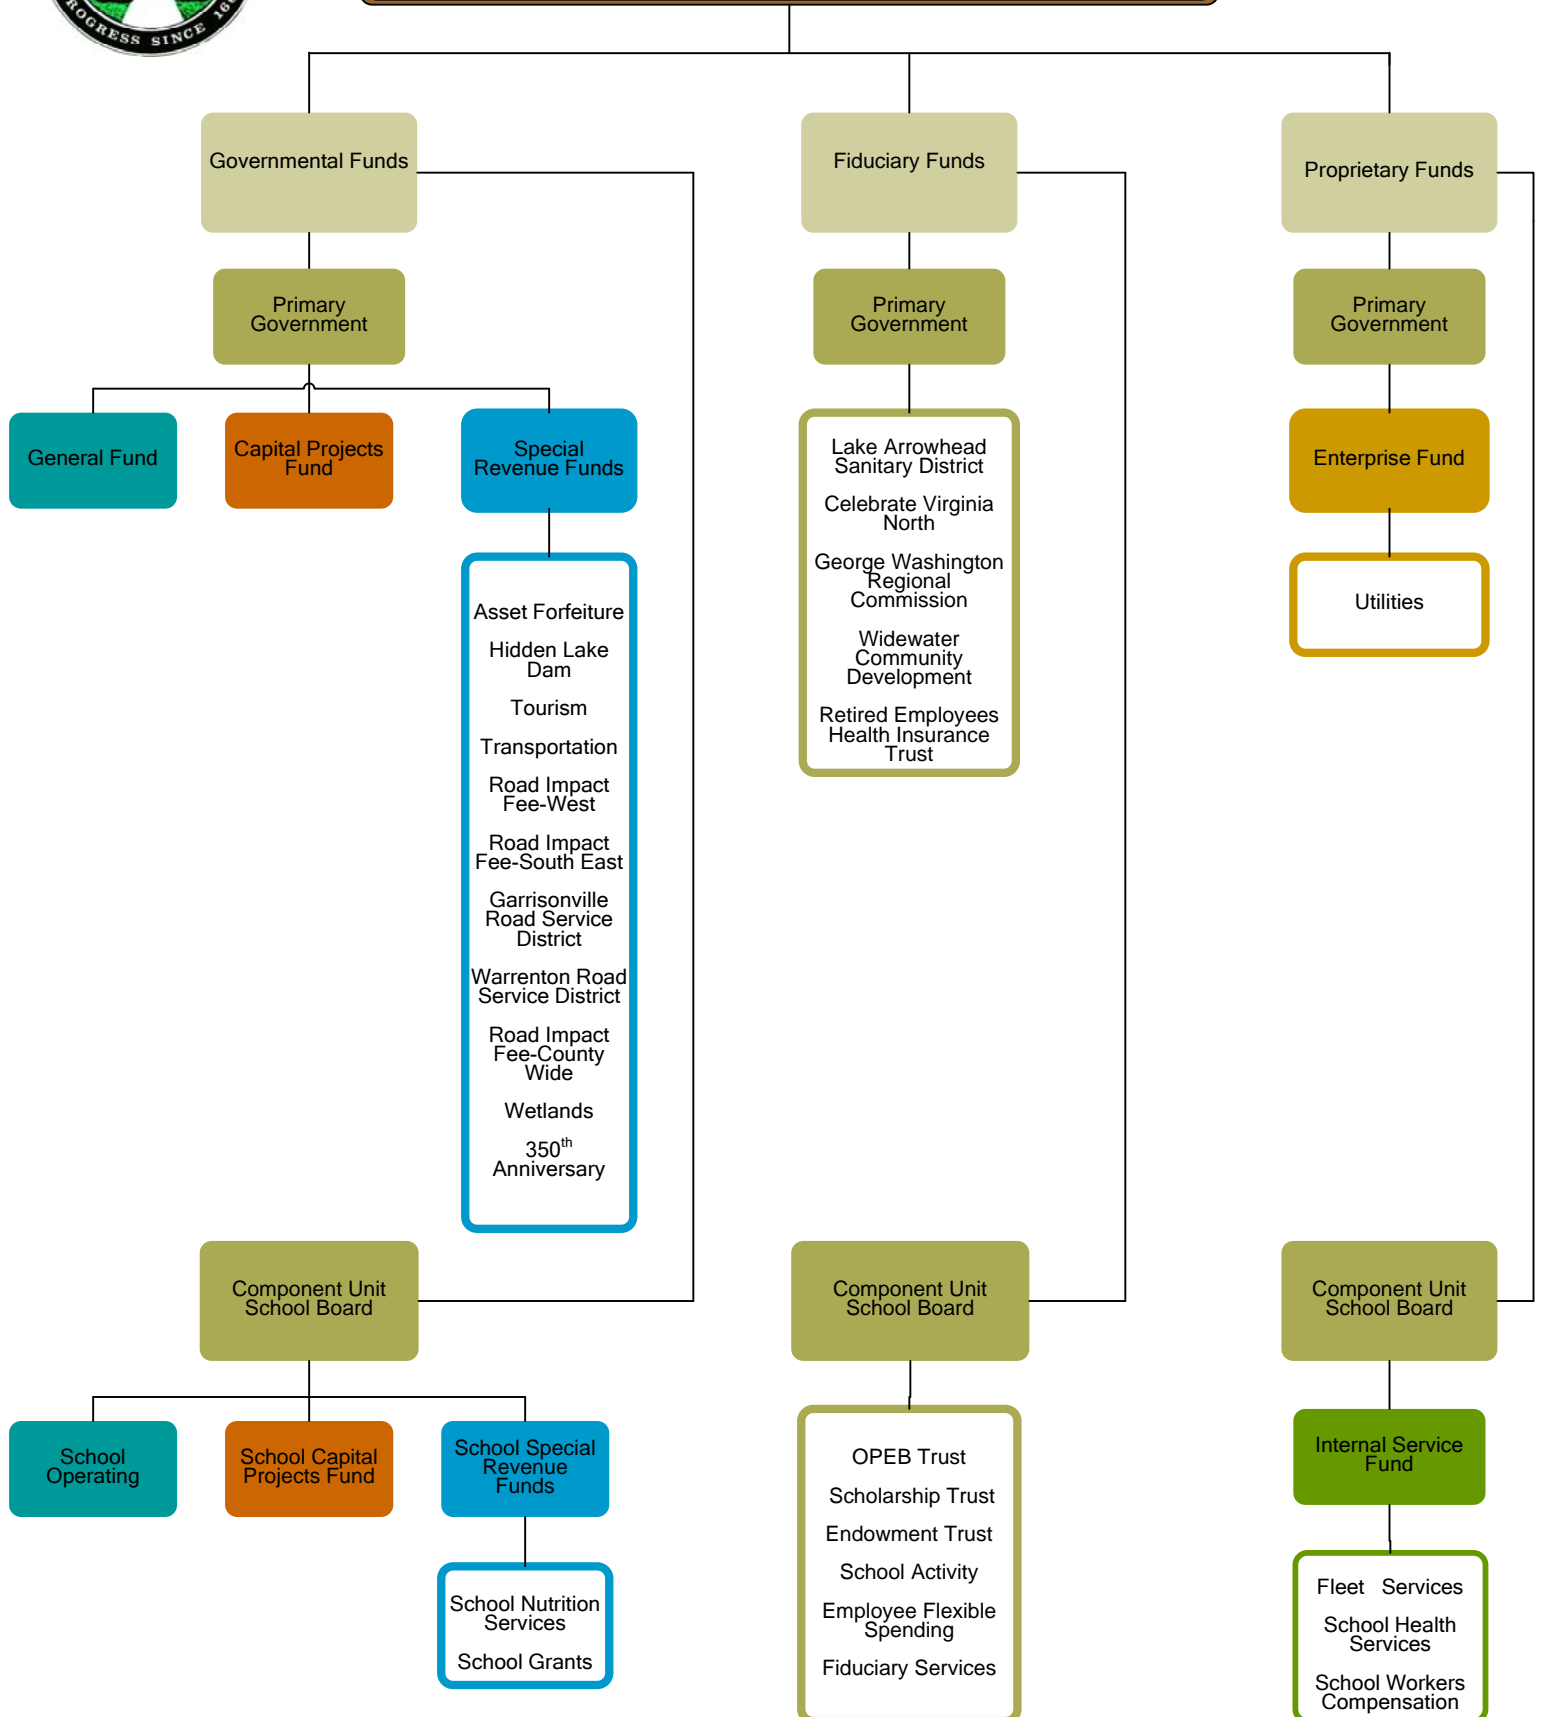 PROGRESS SINCE
Governmental Funds
Fiduciary Funds
Proprietary Funds
Primary
Government
Primary
Government
Primary
Government
General Fund
Capital Projects
Fund
Special
Revenue Funds
Lake Arrowhead
Sanitary District
Celebrate Virginia
North
George Washington
Regional
Commission
Widewater
Community
Development
Retired Employees
Health Insurance
Trust
Enterprise Fund
Utilities
Asset Forfeiture
Hidden Lake
Dam
Tourism
Transportation
Road Impact
Fee-West
Road Impact
Fee-South East
Garrisonville
Road Service
District
Warrenton Road
Service District
Road Impact
Fee-County
Wide
Wetlands
350th
Anniversary
Component Unit
School Board
Component Unit
School Board
Component Unit
School Board
School
Operating
School Capital
Projects Fund
School Special
Revenue
Funds
School Nutrition
Services
School Grants
OPEB Trust
Scholarship Trust
Endowment Trust
School Activity
Employee Flexible
Spending
Fiduciary Services
Internal Service
Fund
Fleet Services
School Health
Services
School Workers
Compensation